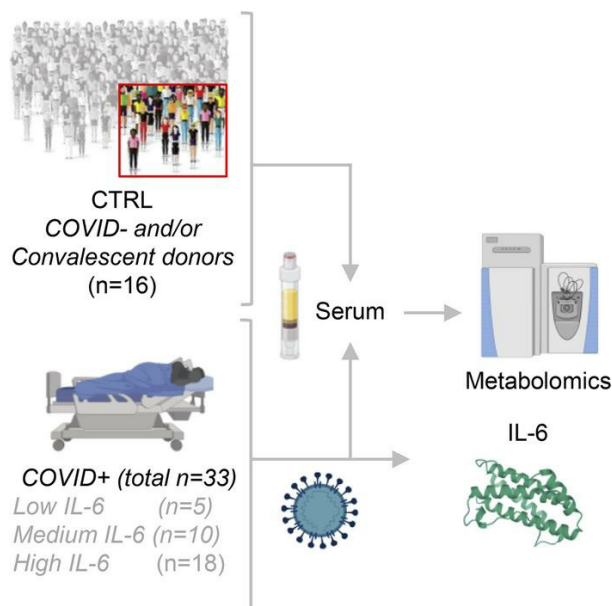 CTRL
COVID- and/or
Convalescent donors
(n=16)
Serum
Metabolomics
IL-6
COVID+ (total n=33)
Low IL-6 (n=5)
Medium IL-6 (n=10)
High IL-6 (n=18)